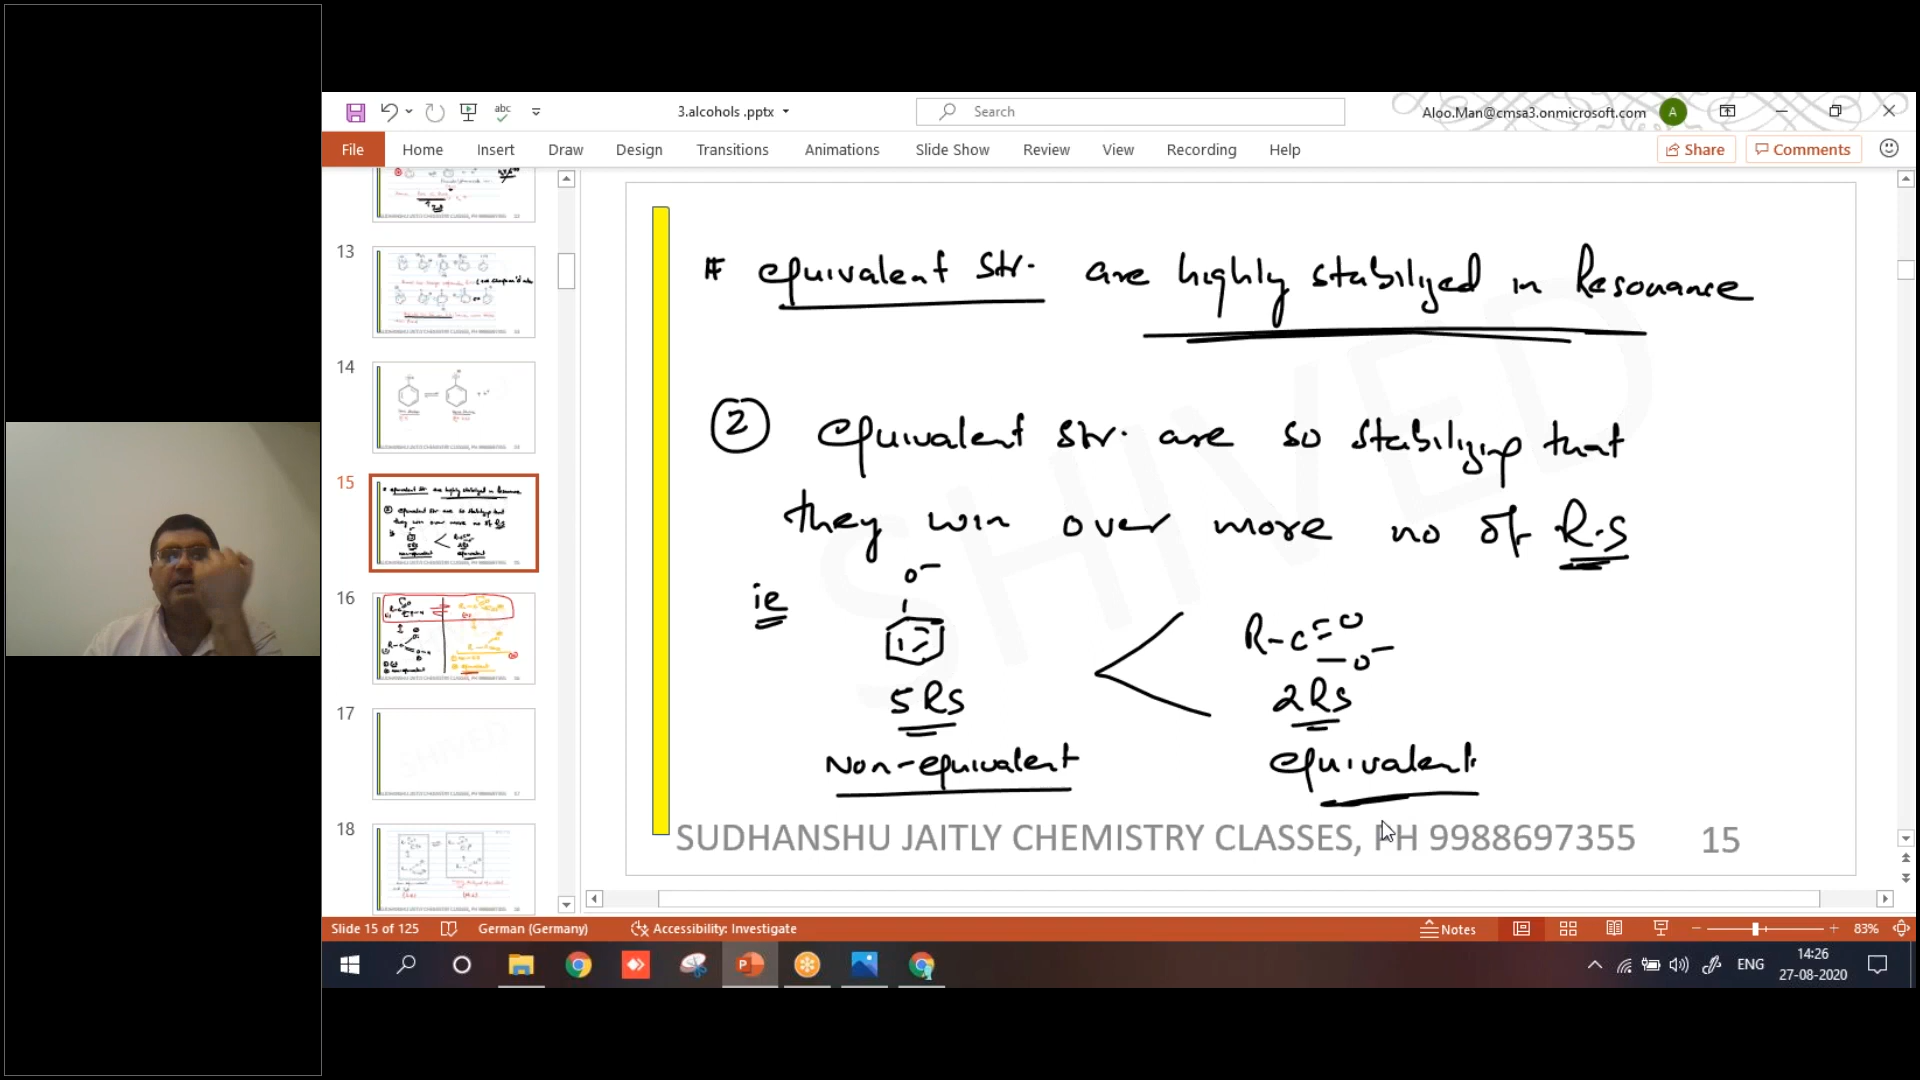 abc
3.alcohols .pptx
Search
Aloo.Man@cmsa3.onmicrosoft.com
A
File Home Insert Draw Design Transitions Animations Slide Show Review View Recording Help
Share Comments
# equivalent Str. are highly stabilized in Resonance
② equivalent Str. are so stabilizing that
they win over more no of R.S
ie
O−
R-C=O
-O−
5 RS
2RS
Non-equivalent
equivalent
SUDHANSHU JAITLY CHEMISTRY CLASSES, PH 9988697355 15
SHIVED
13
14
15
16
17
18
Slide 15 of 125 German (Germany) Accessibility: Investigate
Notes
83%
ENG
14:26
27-08-2020